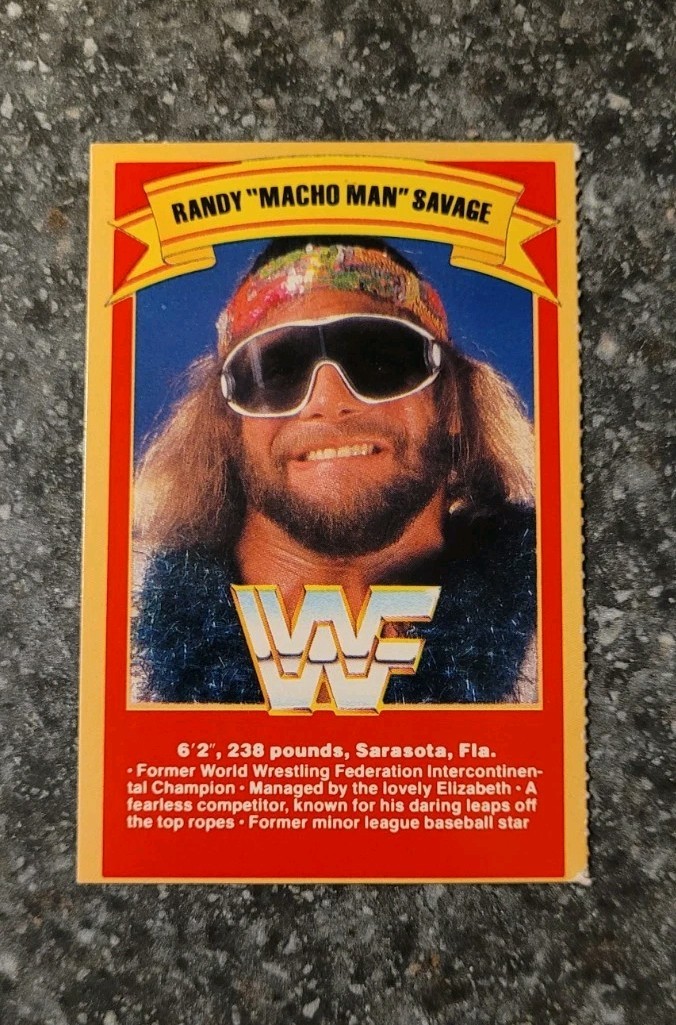 RANDY "MACHO MAN" SAVAGE
WF
6'2", 238 pounds, Sarasota, Fla.
· Former World Wrestling Federation Intercontinen-
tal Champion · Managed by the lovely Elizabeth · A
fearless competitor, known for his daring leaps off
the top ropes · Former minor league baseball star